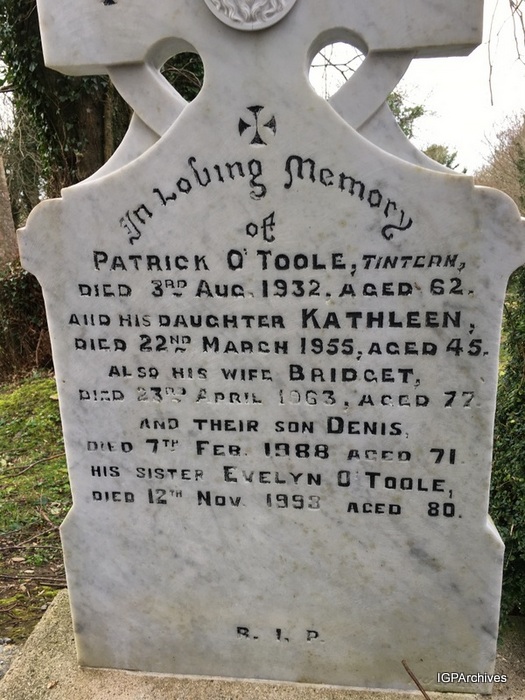 In Loving Memory
of
PATRICK O'TOOLE, TINTERN,
DIED 3RD AUG. 1932. AGED 62.
AND HIS DAUGHTER KATHLEEN,
DIED 22ND MARCH 1955, AGED 45.
ALSO HIS WIFE BRIDGET,
DIED 23RD APRIL 1963, AGED 77.
AND THEIR SON DENIS,
DIED 7TH FEB. 1988 AGED 71
HIS SISTER EVELYN O'TOOLE,
DIED 12TH NOV. 1993 AGED 80.
R. I. P.
IGPArchives